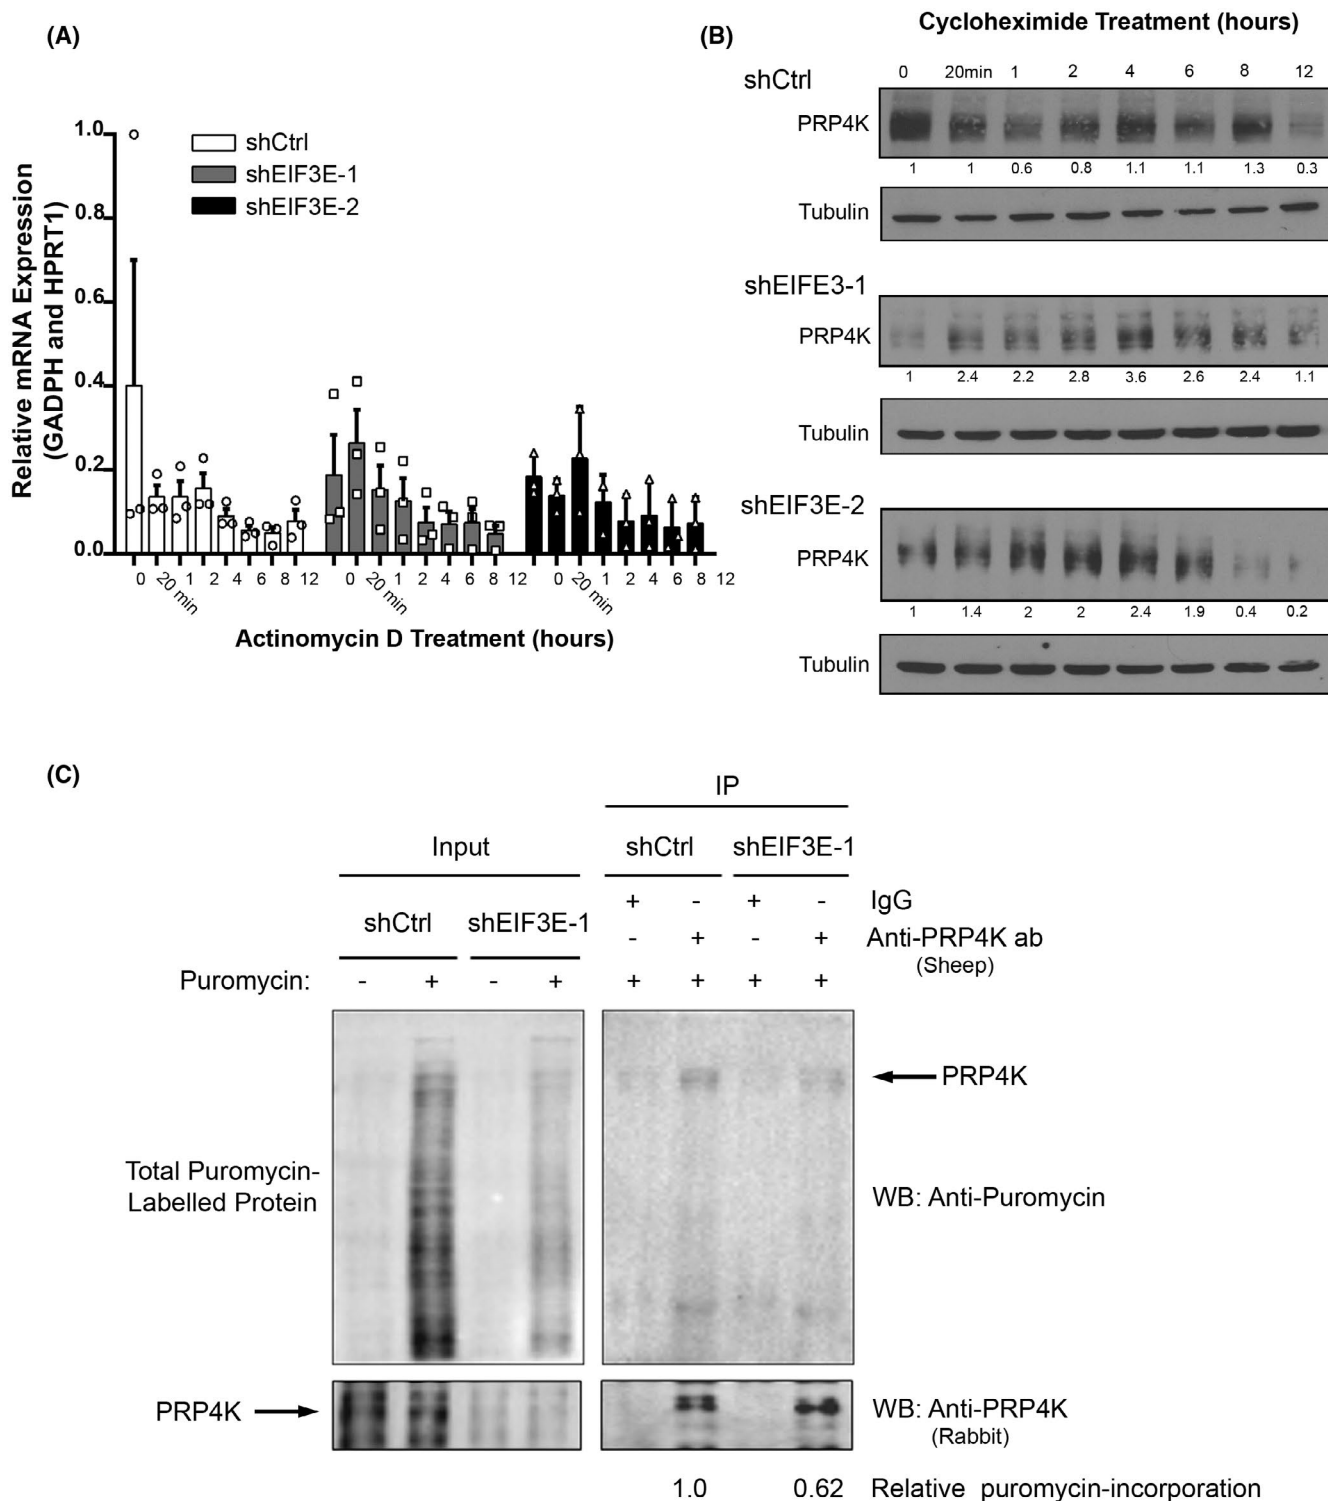 (A)
1.0
0.8
0.6
0.4
0.2
0.0
Relative mRNA Expression
(GADPH and HPRT1)
shCtrl
shEIF3E-1
shEIF3E-2
0 20 min 1 2 4 6 8 12 0 20 min 1 2 4 6 8 12 0 20 min 1 2 4 6 8 12
Actinomycin D Treatment (hours)
(B)
Cycloheximide Treatment (hours)
shCtrl
0 20min 1 2 4 6 8 12
PRP4K
1 1 0.6 0.8 1.1 1.1 1.3 0.3
Tubulin
shEIFE3-1
PRP4K
1 2.4 2.2 2.8 3.6 2.6 2.4 1.1
Tubulin
shEIF3E-2
PRP4K
1 1.4 2 2 2.4 1.9 0.4 0.2
Tubulin
(C)
IP
Input
shCtrl shEIF3E-1
shCtrl shEIF3E-1
+ - + - IgG
- + - + Anti-PRP4K ab
(Sheep)
Puromycin: - + - + + + + +
PRP4K
Total Puromycin-
Labelled Protein
WB: Anti-Puromycin
PRP4K
WB: Anti-PRP4K
(Rabbit)
1.0 0.62 Relative puromycin-incorporation